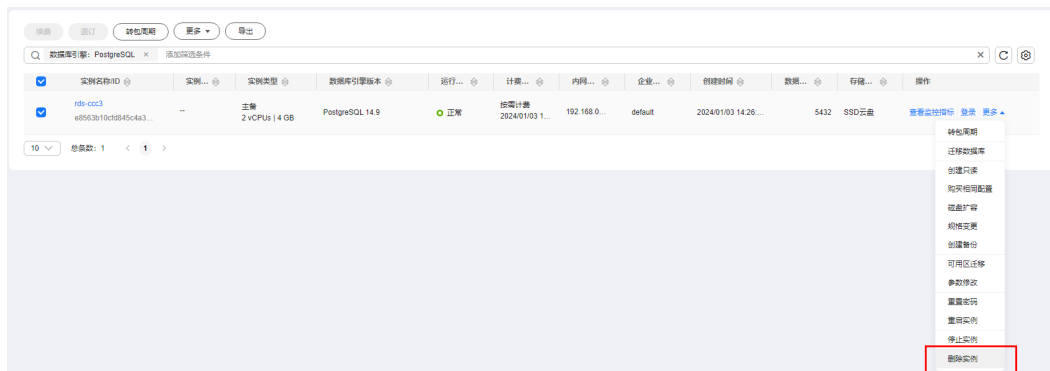 续费 退订 转包周期 更多 导出
数据库引擎: PostgreSQL × 添加筛选条件
实例名称/ID 实例... 实例类型 数据库引擎版本 运行... 计费... 内网... 企业... 创建时间 数据... 存储... 操作
rds-ccc3 -- 主备 PostgreSQL 14.9 正常 按需计费 192.168.0... default 2024/01/03 14:26:... 5432 SSD云盘 查看监控指标 登录 更多
e8563b10cfd845c4a3... 2 vCPUs | 4 GB 2024/01/03 1...
10 总条数: 1 < 1 >
转包周期
迁移数据库
创建只读
购买相同配置
磁盘扩容
规格变更
创建备份
可用区迁移
参数修改
重置密码
重启实例
停止实例
删除实例